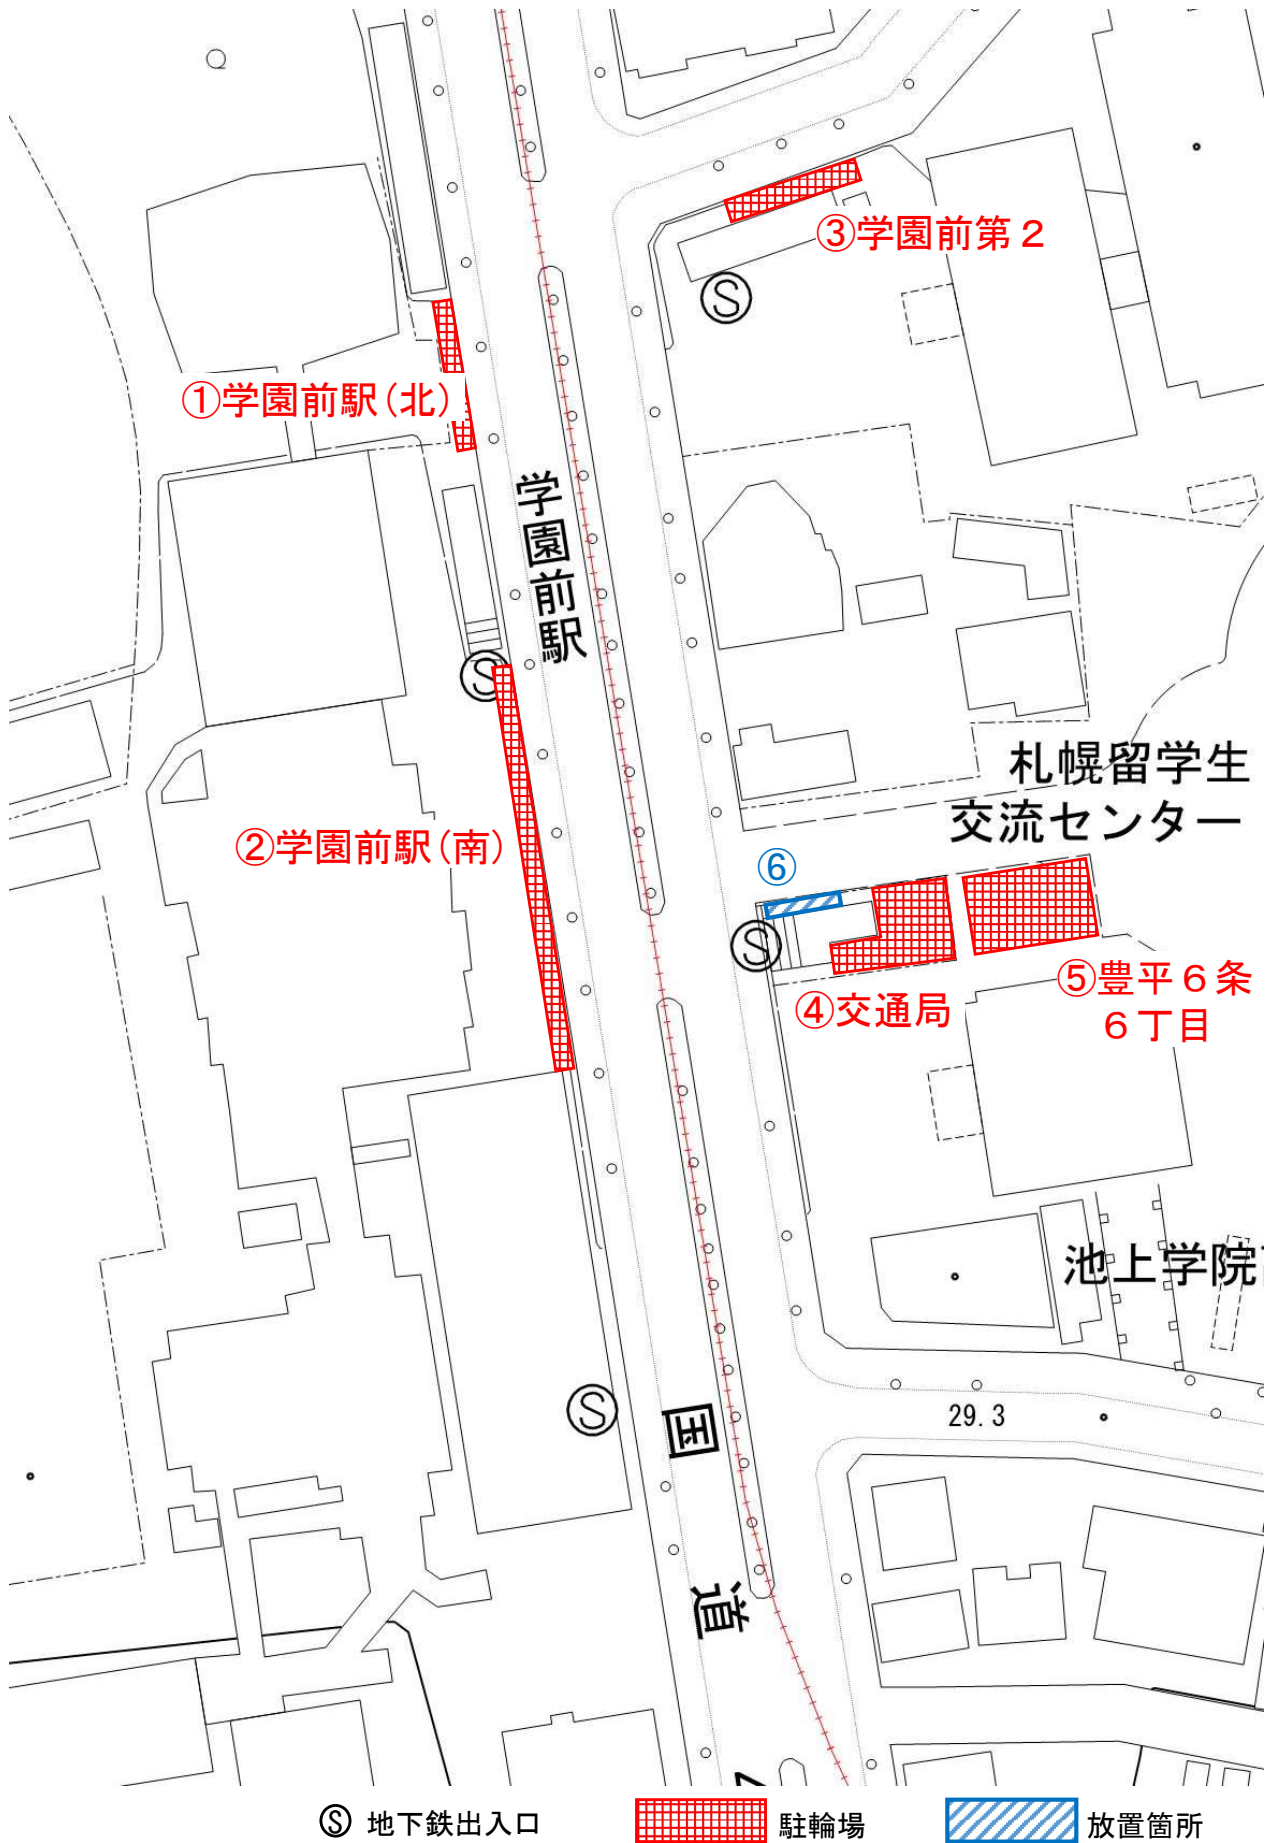 ③学園前第２
Ⓢ
①学園前駅(北)
学園前駅
Ⓢ
札幌留学生
交流センター
②学園前駅(南)
⑥
Ⓢ
⑤豊平６条
６丁目
④交通局
池上学院
Ⓢ
国道
29.3
Ⓢ 地下鉄出入口
駐輪場
放置箇所